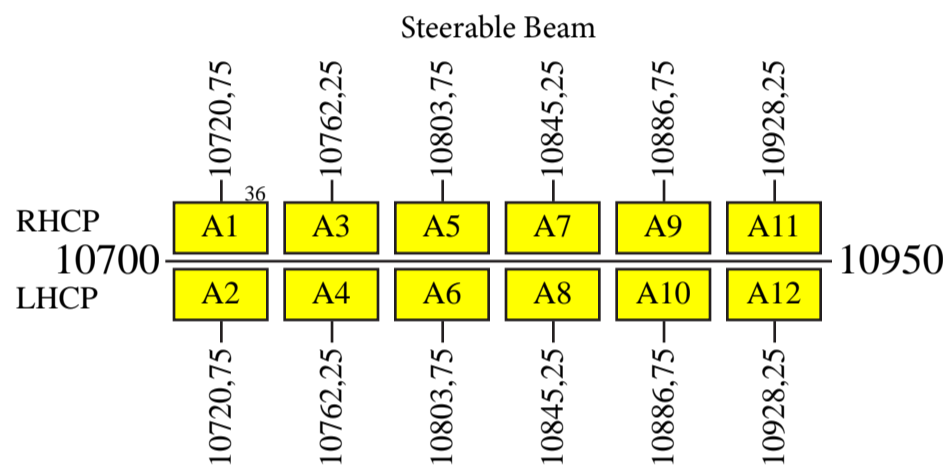 Steerable Beam
10720,75 10762,25 10803,75 10845,25 10886,75 10928,25
36
RHCP A1 A3 A5 A7 A9 A11
10700 10950
LHCP A2 A4 A6 A8 A10 A12
10720,75 10762,25 10803,75 10845,25 10886,75 10928,25